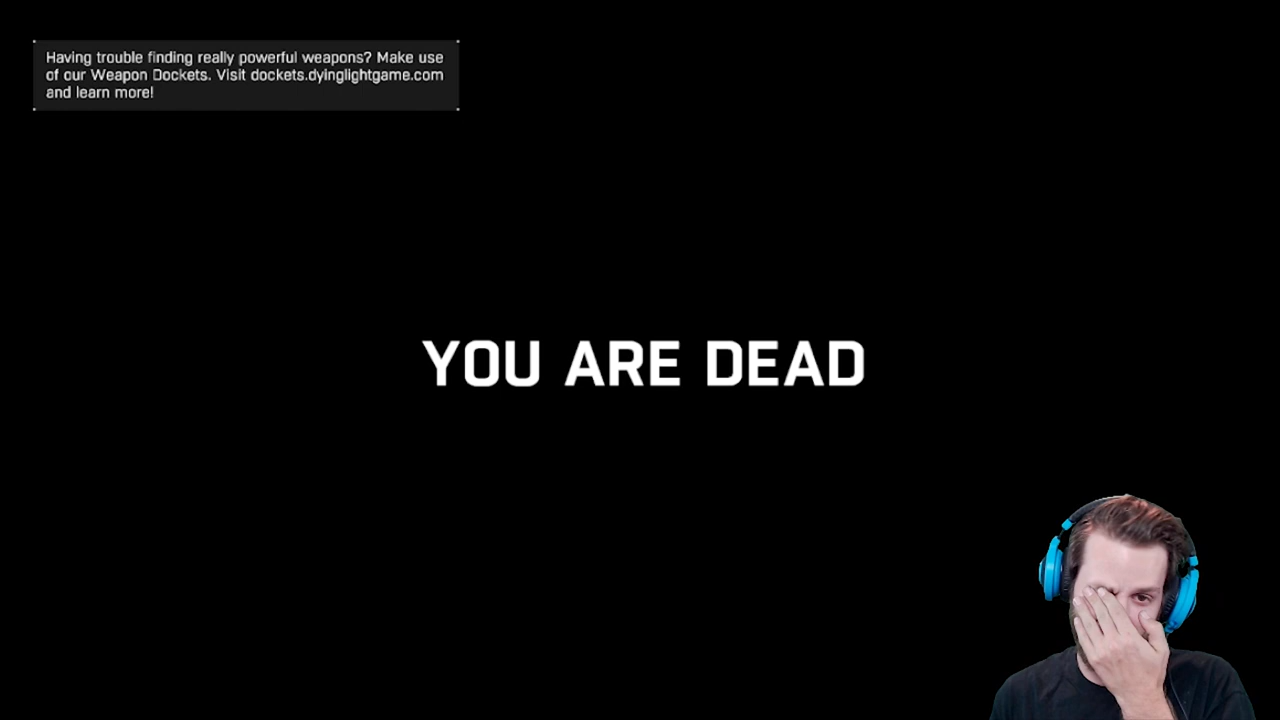 Having trouble finding really powerful weapons? Make use
of our Weapon Dockets. Visit dockets.dyinglightgame.com
and learn more!
YOU ARE DEAD